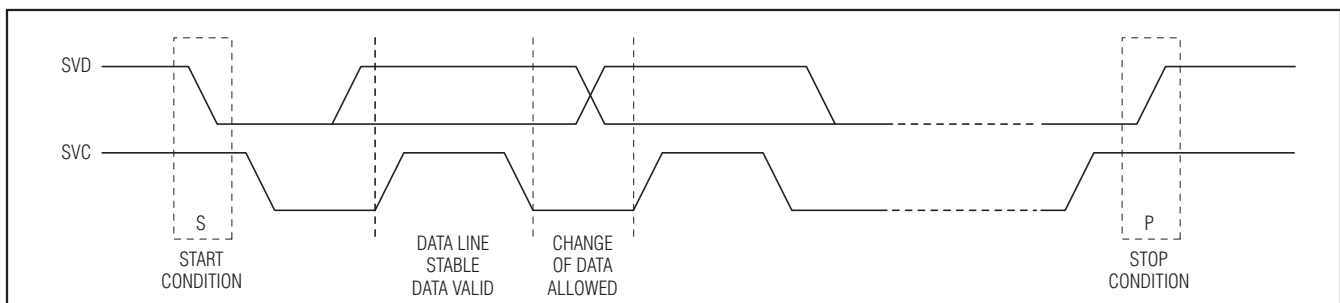 SVD
SVC
S
START
CONDITION
DATA LINE
STABLE
DATA VALID
CHANGE
OF DATA
ALLOWED
P
STOP
CONDITION